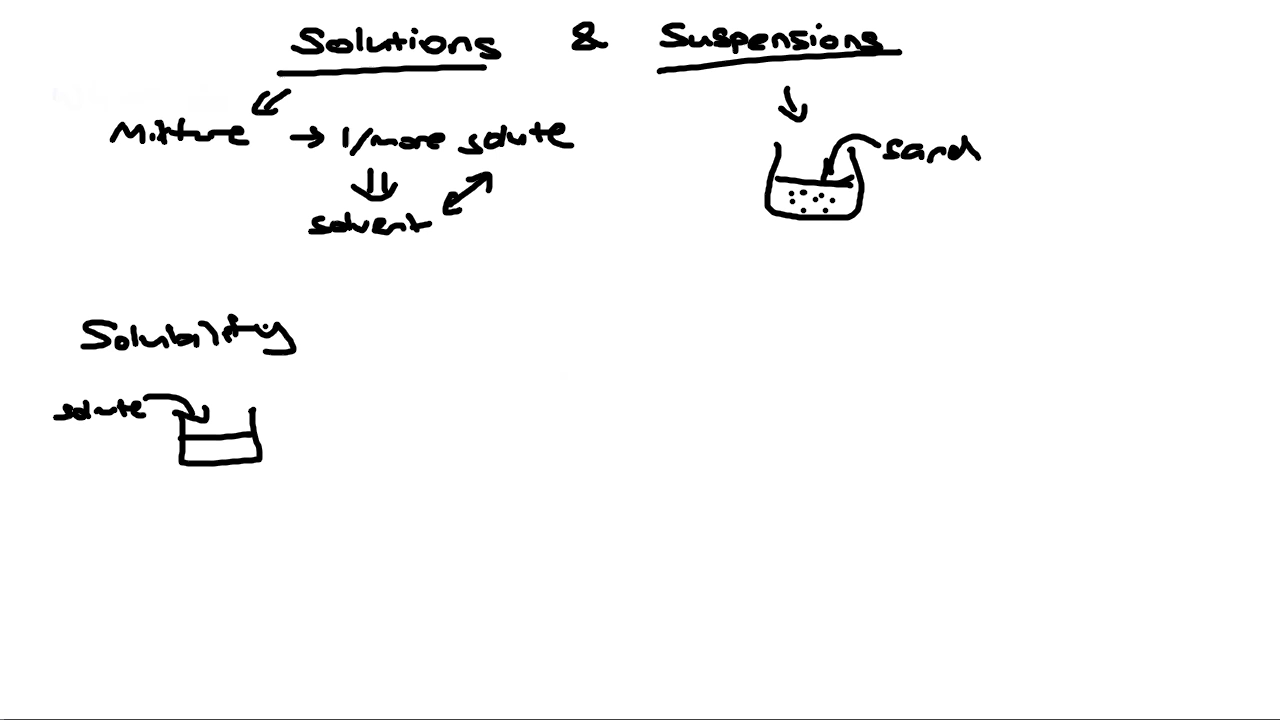 Solutions & Suspensions
Mixture → 1/more solute
solvent
sand
Solubility
solute